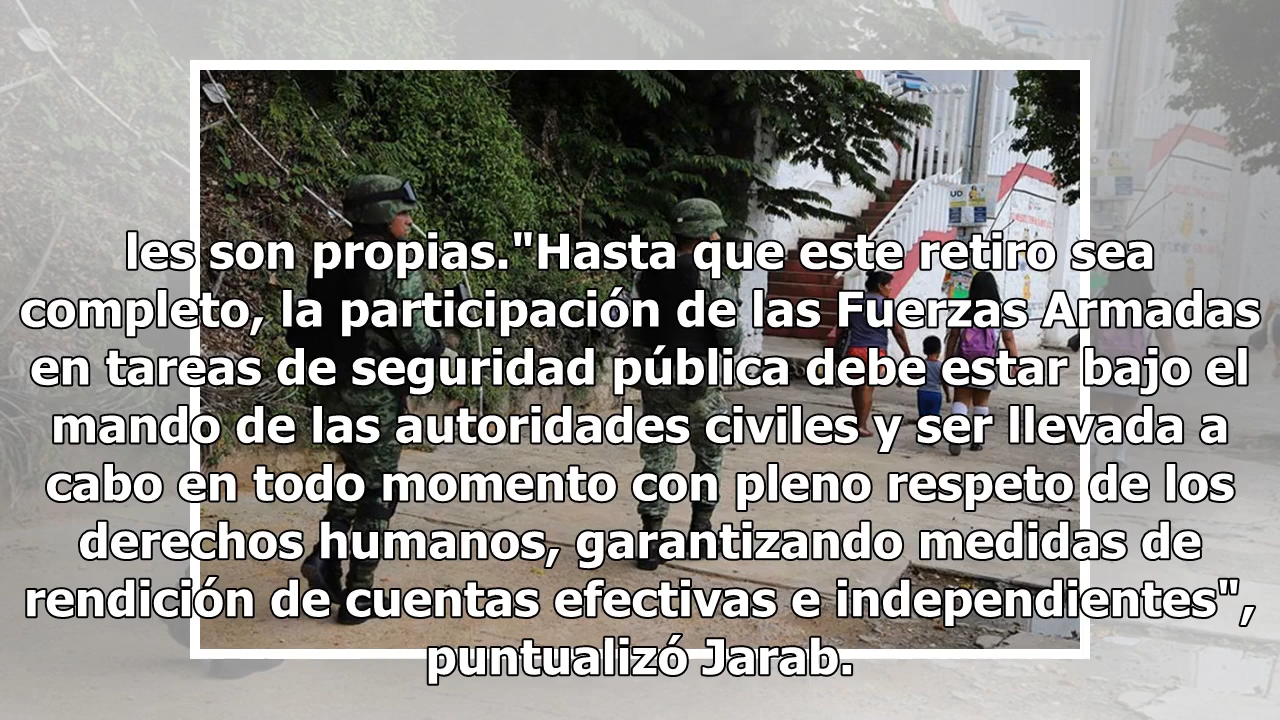 les son propias."Hasta que este retiro sea
completo, la participación de las Fuerzas Armadas
en tareas de seguridad pública debe estar bajo el
mando de las autoridades civiles y ser llevada a
cabo en todo momento con pleno respeto de los
derechos humanos, garantizando medidas de
rendición de cuentas efectivas e independientes",
puntualizó Jarab.